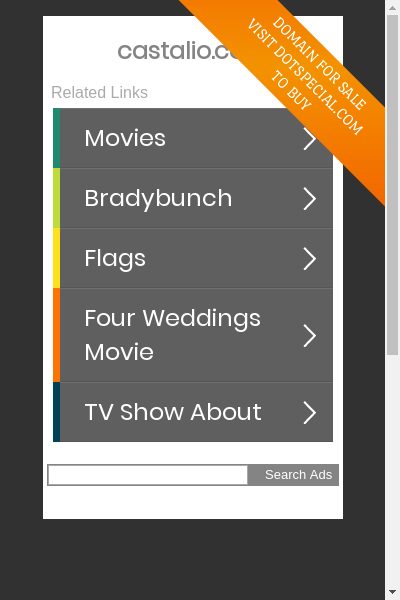 castalio.co
DOMAIN FOR SALE
VISIT DOTSPECIAL.COM
TO BUY
Related Links
Movies
Bradybunch
Flags
Four Weddings
Movie
TV Show About
Search Ads